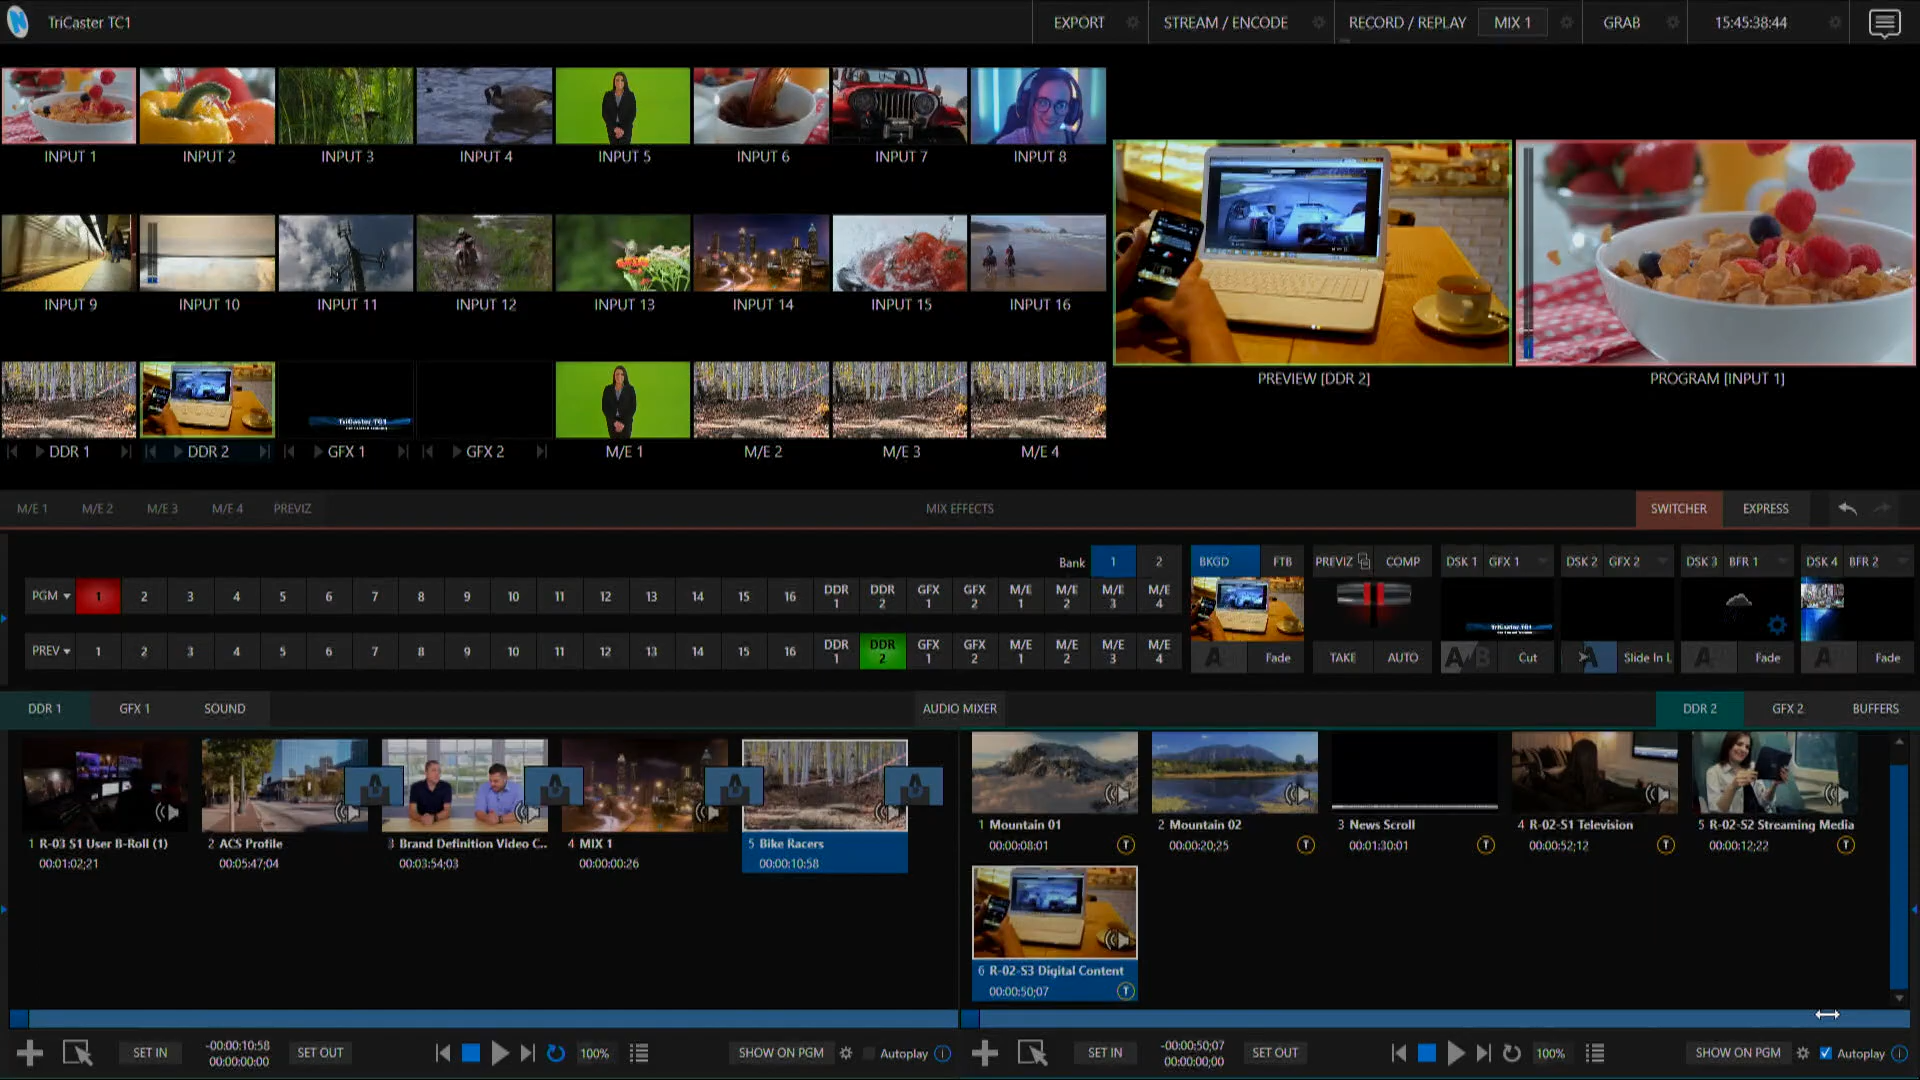 TriCaster TC1
EXPORT
STREAM / ENCODE
RECORD / REPLAY
MIX 1
GRAB
15:45:38:44
INPUT 1
INPUT 2
INPUT 3
INPUT 4
INPUT 5
INPUT 6
INPUT 7
INPUT 8
INPUT 9
INPUT 10
INPUT 11
INPUT 12
INPUT 13
INPUT 14
INPUT 15
INPUT 16
PREVIEW [DDR 2]
PROGRAM [INPUT 1]
TriCaster TC1
DDR 1
DDR 2
GFX 1
GFX 2
M/E 1
M/E 2
M/E 3
M/E 4
M/E 1
M/E 2
M/E 3
M/E 4
PREVIZ
MIX EFFECTS
SWITCHER
EXPRESS
Bank 1 2
BKGD FTB
PREVIZ COMP
DSK 1 GFX 1
DSK 2 GFX 2
DSK 3 BFR 1
DSK 4 BFR 2
PGM 1 2 3 4 5 6 7 8 9 10 11 12 13 14 15 16 DDR 1 DDR 2 GFX 1 GFX 2 M/E 1 M/E 2 M/E 3 M/E 4
PREV 1 2 3 4 5 6 7 8 9 10 11 12 13 14 15 16 DDR 1 DDR 2 GFX 1 GFX 2 M/E 1 M/E 2 M/E 3 M/E 4
TriCaster TC1
Fade
TAKE
AUTO
Cut
Slide In L
Fade
Fade
DDR 1
GFX 1
SOUND
AUDIO MIXER
DDR 2
GFX 2
BUFFERS
1 R-03 S1 User B-Roll (1)
00:01:02;21
2 ACS Profile
00:05:47;04
3 Brand Definition Video C...
00:03:54;03
4 MIX 1
00:00:00:26
5 Bike Racers
00:00:10:58
1 Mountain 01
00:00:08:01
2 Mountain 02
00:00:20;25
3 News Scroll
00:01:30:01
4 R-02-S1 Television
00:00:52;12
5 R-02-S2 Streaming Media
00:00:12;22
6 R-02-S3 Digital Content
00:00:50;07
SET IN
-00:00:10:58
00:00:00:00
SET OUT
100%
SHOW ON PGM
Autoplay
SET IN
-00:00:50;07
00:00:00;00
SET OUT
100%
SHOW ON PGM
Autoplay